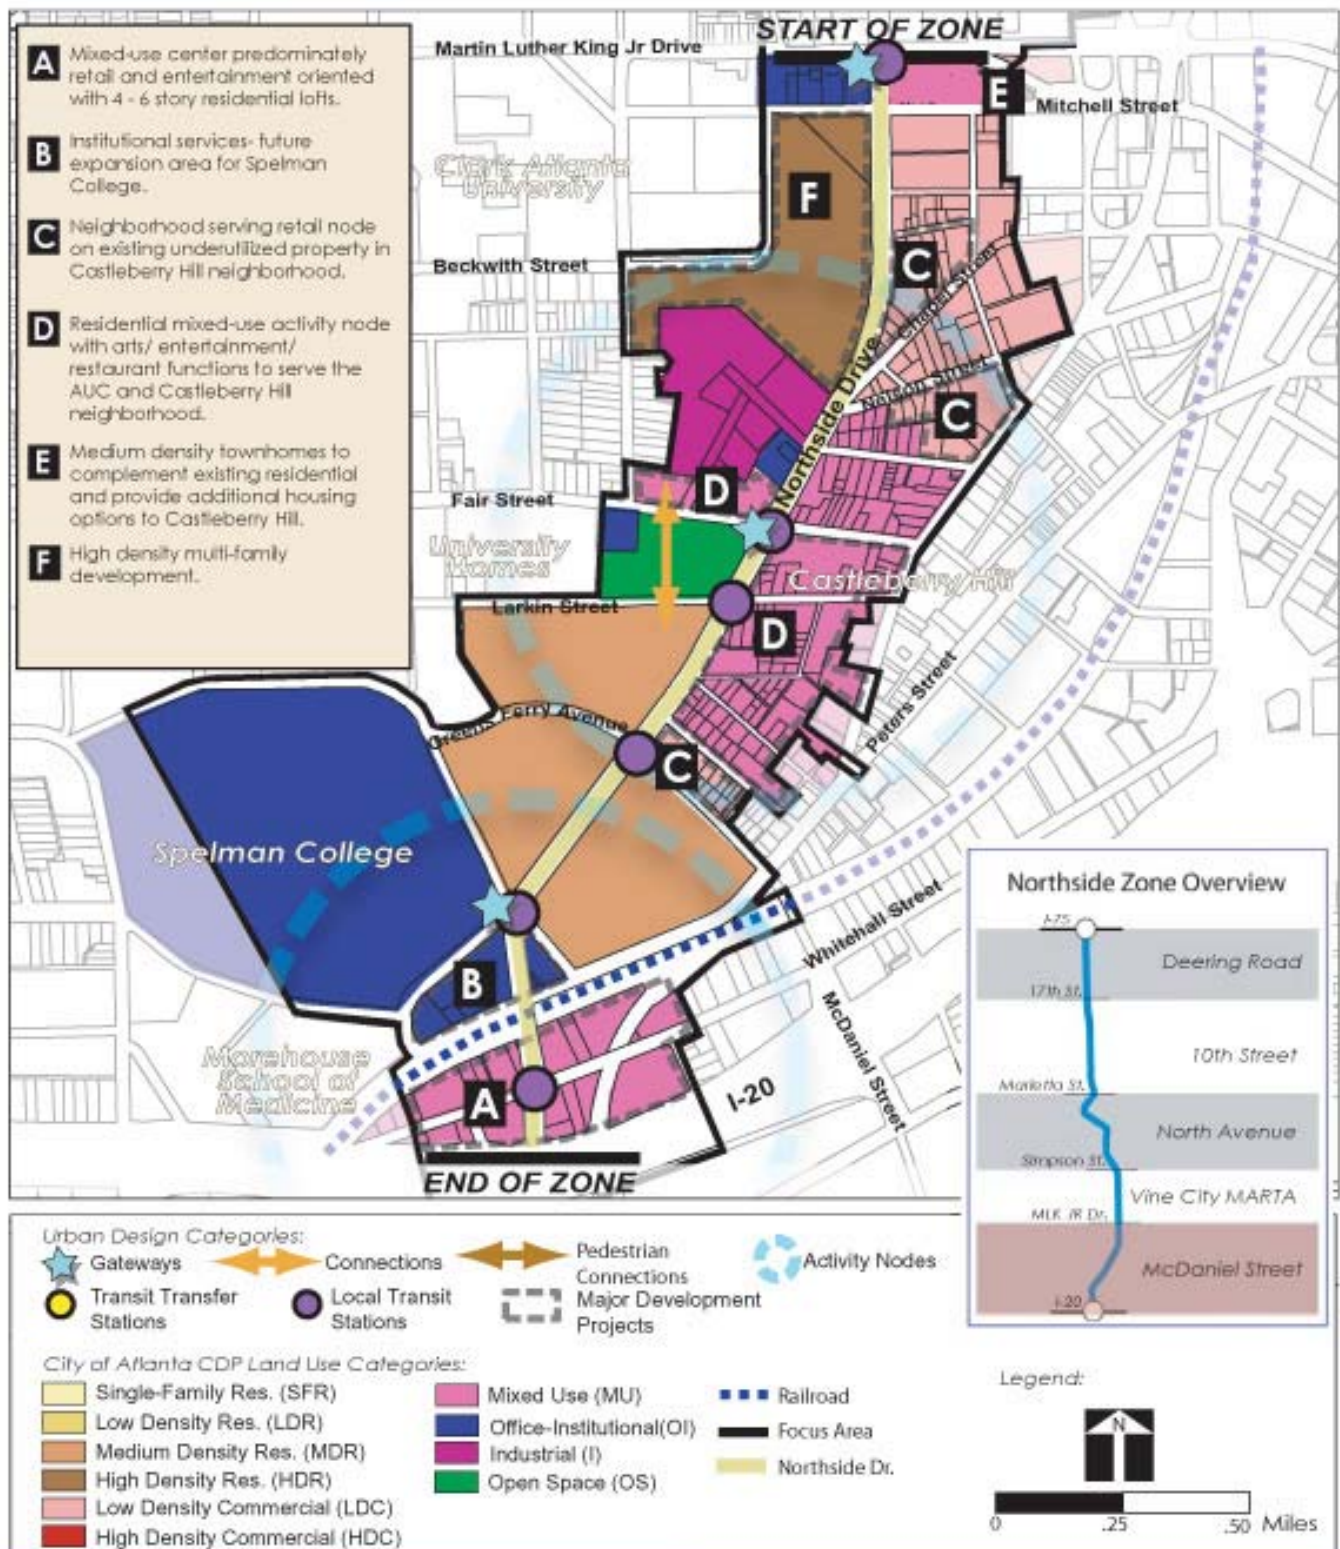 A
Mixed-use center predominately
retail and entertainment oriented
with 4 - 6 story residential lofts.
B
Institutional services- future
expansion area for Spelman
College.
C
Neighborhood serving retail node
on existing underutilized property in
Castleberry Hill neighborhood.
D
Residential mixed-use activity node
with arts/ entertainment/
restaurant functions to serve the
AUC and Castleberry Hill
neighborhood.
E
Medium density townhomes to
complement existing residential
and provide additional housing
options to Castleberry Hill.
F
High density multi-family
development.
START OF ZONE
Martin Luther King Jr Drive
E
Mitchell Street
Clark Atlanta
University
F
Beckwith Street
C
Chapel Street
Nelson Street
C
Northside Drive
D
Fair Street
University
Homes
Castleberry Hill
Larkin Street
D
Peters Street
Greens Ferry Avenue
C
Spelman College
Whitehall Street
B
McDaniel Street
Morehouse
School of
Medicine
A
I-20
END OF ZONE
Northside Zone Overview
I-75
Deering Road
17th St.
10th Street
Marietta St.
North Avenue
Simpson St.
Vine City MARTA
MLK JR Dr.
McDaniel Street
I-20
Urban Design Categories:
Gateways
Connections
Pedestrian
Connections
Activity Nodes
Transit Transfer
Stations
Local Transit
Stations
Major Development
Projects
City of Atlanta CDP Land Use Categories:
Single-Family Res. (SFR)
Low Density Res. (LDR)
Medium Density Res. (MDR)
High Density Res. (HDR)
Low Density Commercial (LDC)
High Density Commercial (HDC)
Mixed Use (MU)
Office-Institutional(OI)
Industrial (I)
Open Space (OS)
Railroad
Focus Area
Northside Dr.
Legend:
N
0 .25 .50 Miles